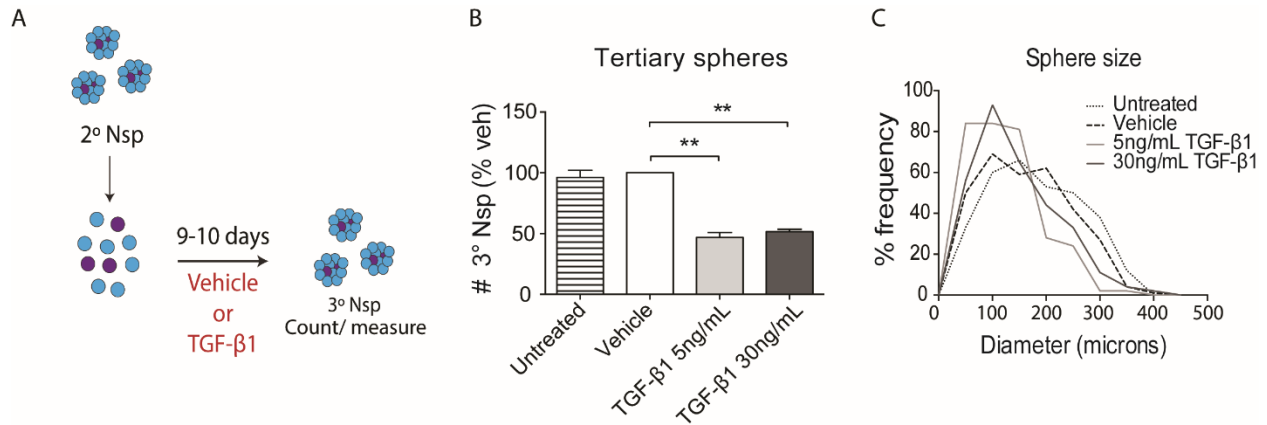 A
2º Nsp
9-10 days
Vehicle
or
TGF-β1
3º Nsp
Count/ measure
B
Tertiary spheres
# 3° Nsp (% veh)
150
100
50
0
**
**
Untreated
Vehicle
TGF-β1 5ng/mL
TGF-β1 30ng/mL
C
Sphere size
% frequency
100
80
60
40
20
0
0 100 200 300 400 500
Diameter (microns)
Untreated
Vehicle
5ng/mL TGF-β1
30ng/mL TGF-β1